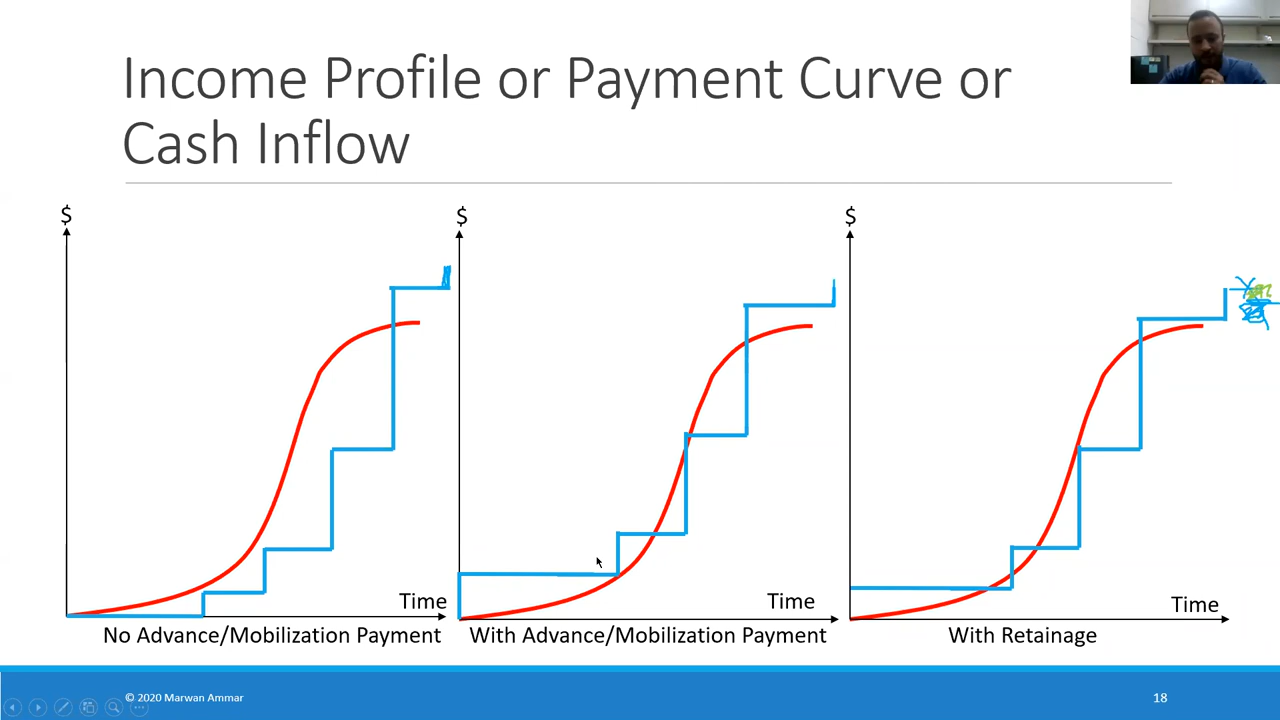 Income Profile or Payment Curve or
Cash Inflow
$
$
$
Time
Time
Time
No Advance/Mobilization Payment
With Advance/Mobilization Payment
With Retainage
© 2020 Marwan Ammar
18